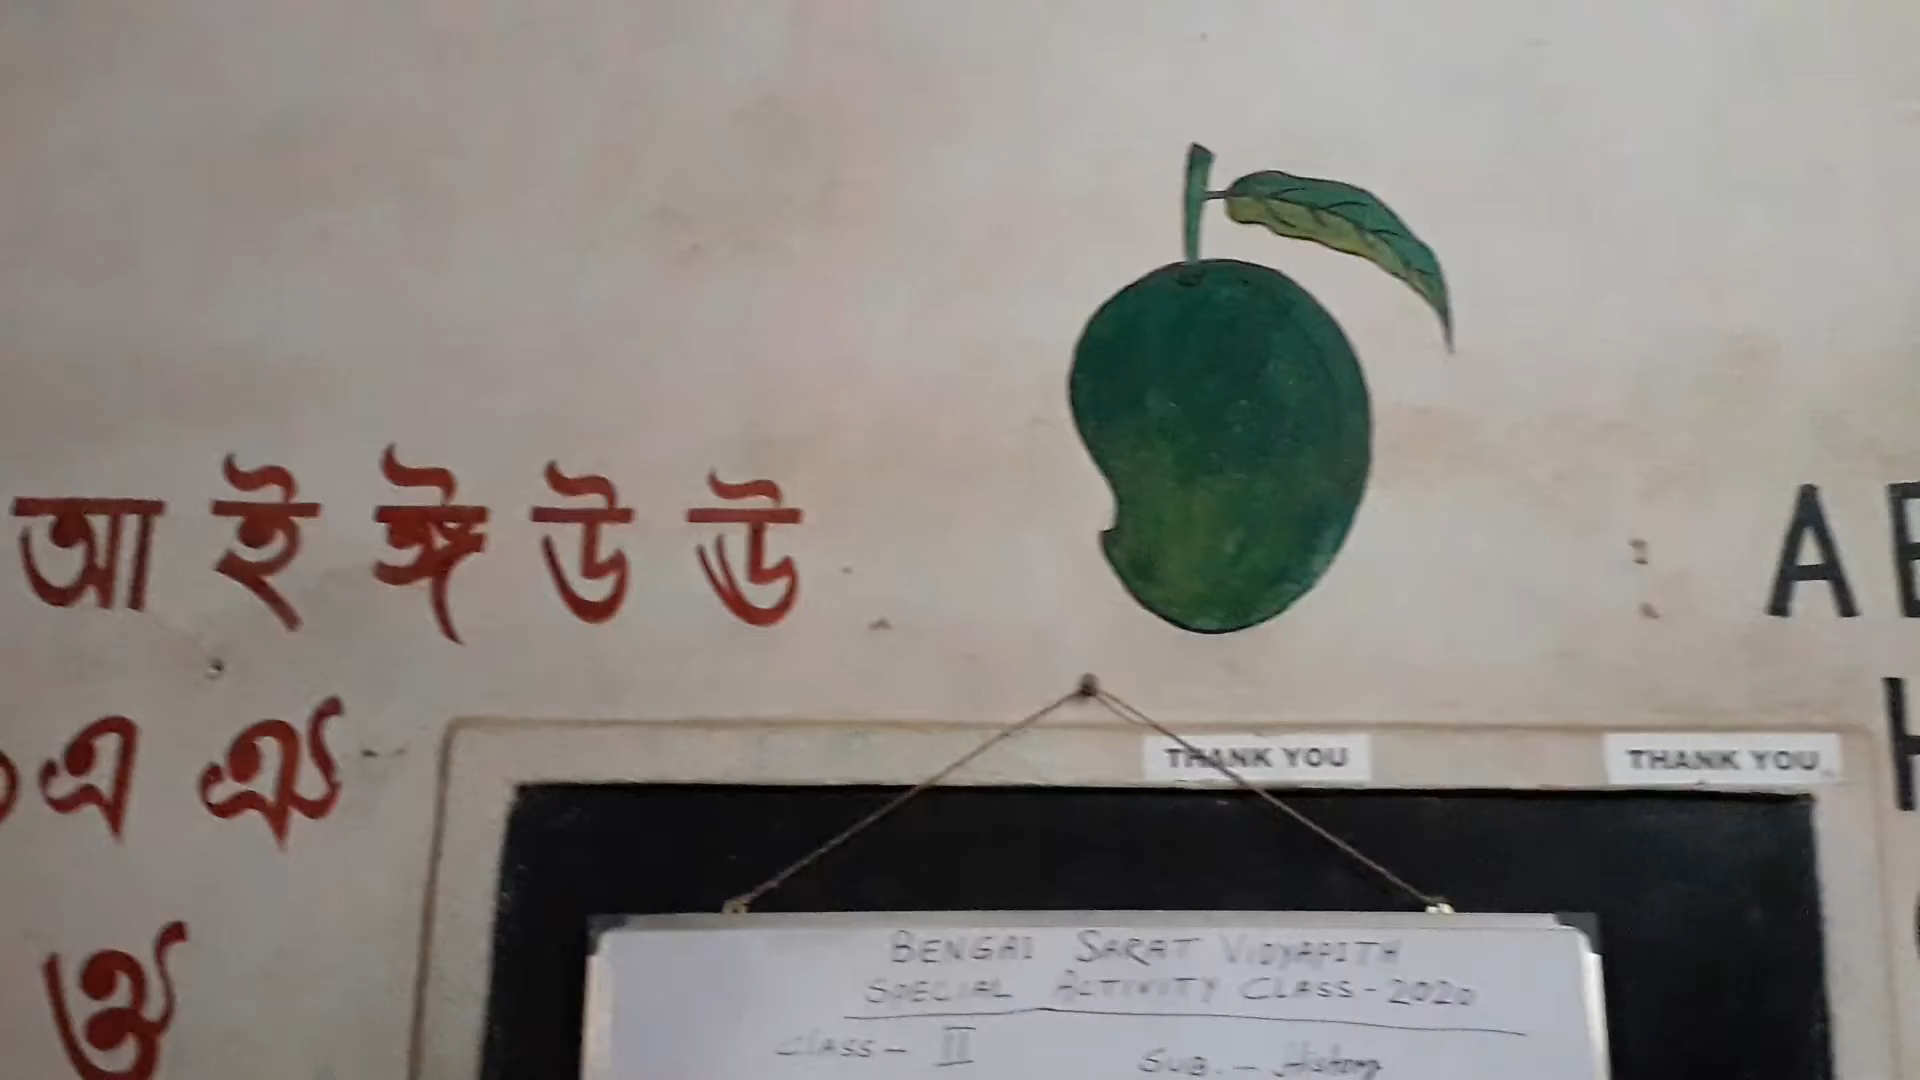 আ ই ঈ উ ঊ
A
এ ঐ
THANK YOU
THANK YOU
H
ঔ
BENGAI SARAT VIDYAPITH
SPECIAL ACTIVITY CLASS-2020
CLASS- II
SUB. - History